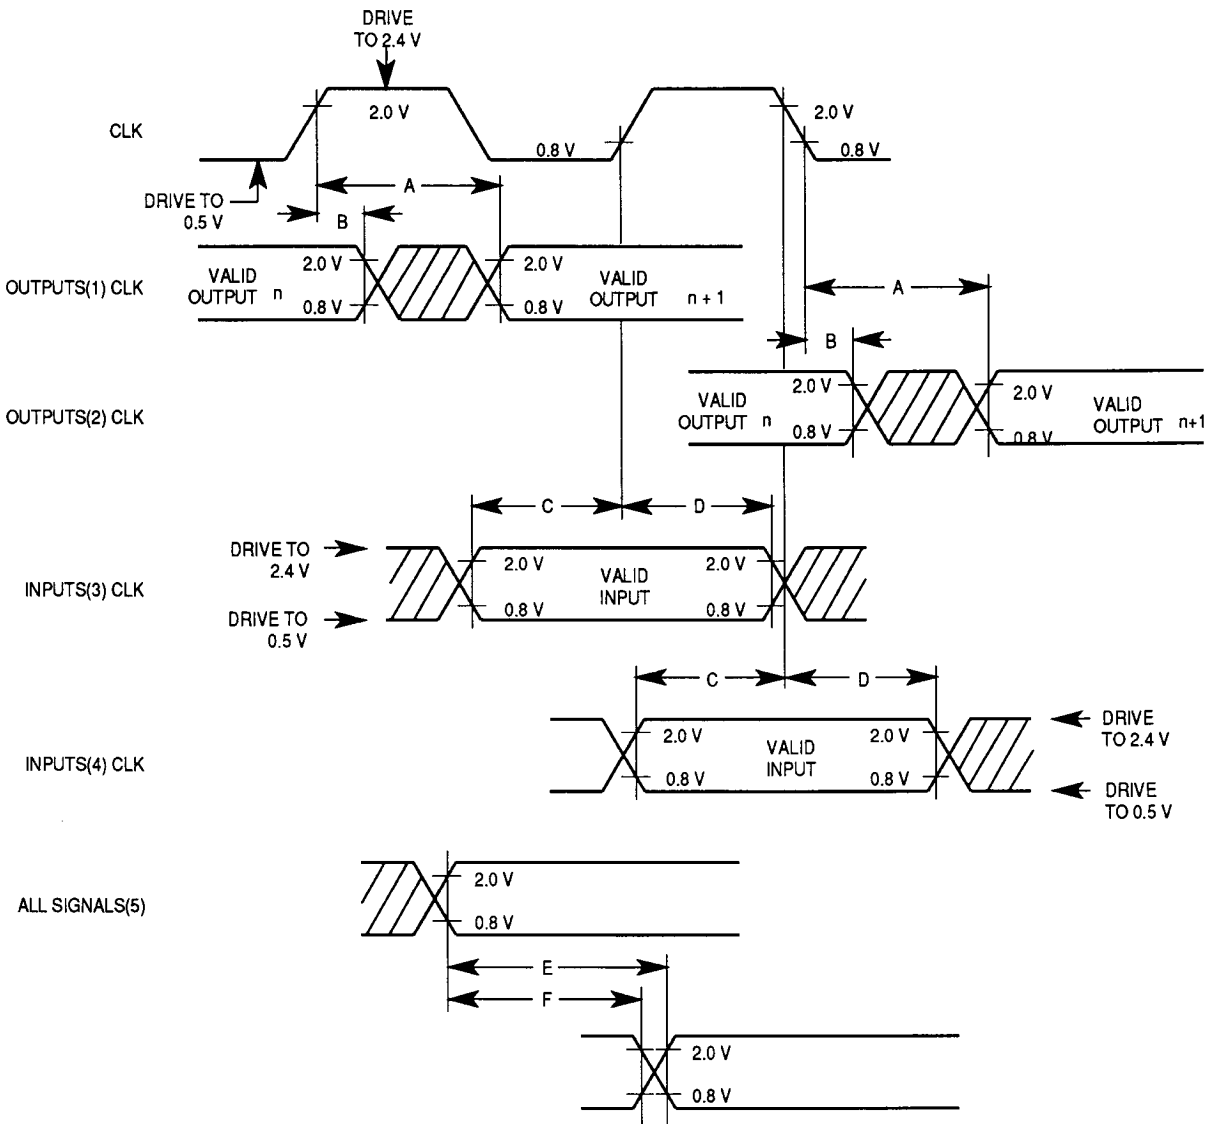 DRIVE
TO 2.4 V
CLK
2.0 V
0.8 V
2.0 V
0.8 V
DRIVE TO
0.5 V
A
B
OUTPUTS(1) CLK
VALID
OUTPUT n
2.0 V
0.8 V
2.0 V
0.8 V
VALID
OUTPUT n + 1
A
B
OUTPUTS(2) CLK
VALID
OUTPUT n
2.0 V
0.8 V
2.0 V
0.8 V
VALID
OUTPUT n+1
C
D
DRIVE TO
2.4 V
INPUTS(3) CLK
DRIVE TO
0.5 V
2.0 V
0.8 V
VALID
INPUT
2.0 V
0.8 V
C
D
INPUTS(4) CLK
2.0 V
0.8 V
VALID
INPUT
2.0 V
0.8 V
DRIVE
TO 2.4 V
DRIVE
TO 0.5 V
ALL SIGNALS(5)
2.0 V
0.8 V
E
F
2.0 V
0.8 V